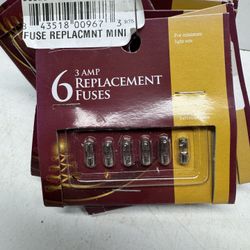 43518 00967 3
FUSE REPLACMNT MINI
3 AMP
6 REPLACEMENT
FUSES
For miniature
light sets